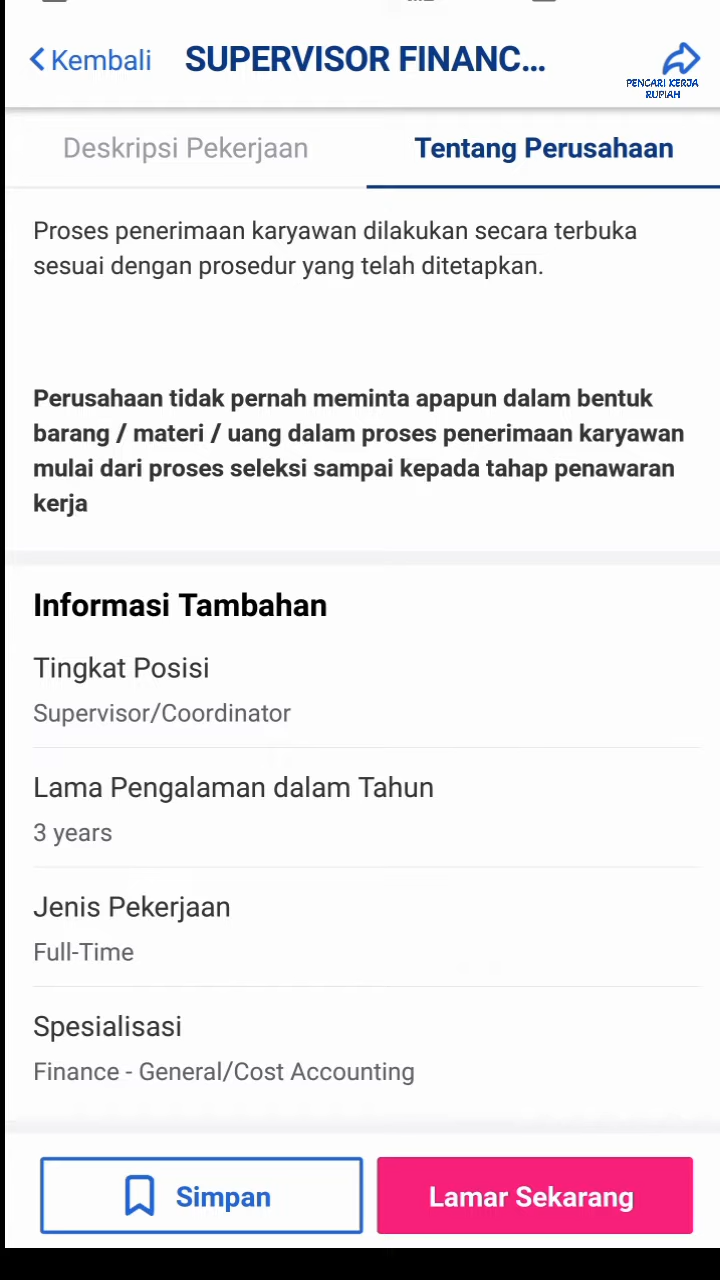 Kembali
SUPERVISOR FINANC...
PENCARI KERJA
RUPIAH
Deskripsi Pekerjaan
Tentang Perusahaan
Proses penerimaan karyawan dilakukan secara terbuka
sesuai dengan prosedur yang telah ditetapkan.
Perusahaan tidak pernah meminta apapun dalam bentuk
barang / materi / uang dalam proses penerimaan karyawan
mulai dari proses seleksi sampai kepada tahap penawaran
kerja
Informasi Tambahan
Tingkat Posisi
Supervisor/Coordinator
Lama Pengalaman dalam Tahun
3 years
Jenis Pekerjaan
Full-Time
Spesialisasi
Finance - General/Cost Accounting
Simpan
Lamar Sekarang